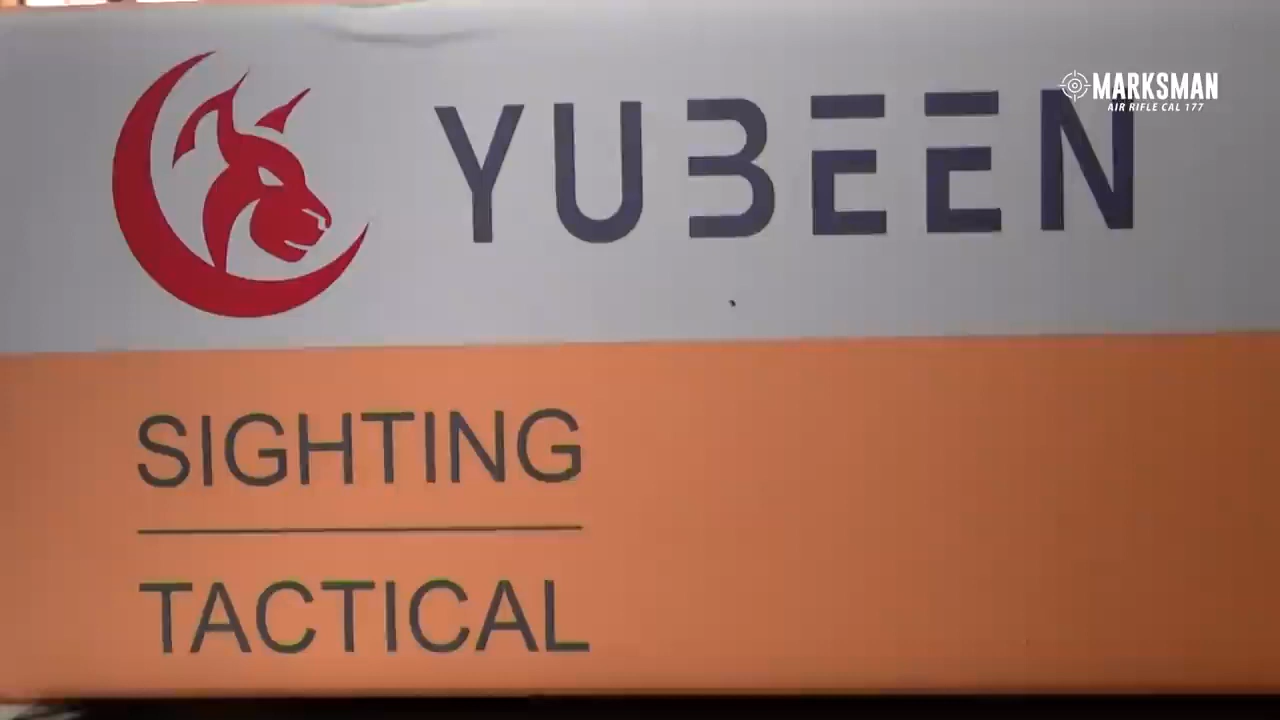 YUBEEN
MARKSMAN
AIR RIFLE CAL 177
SIGHTING
TACTICAL